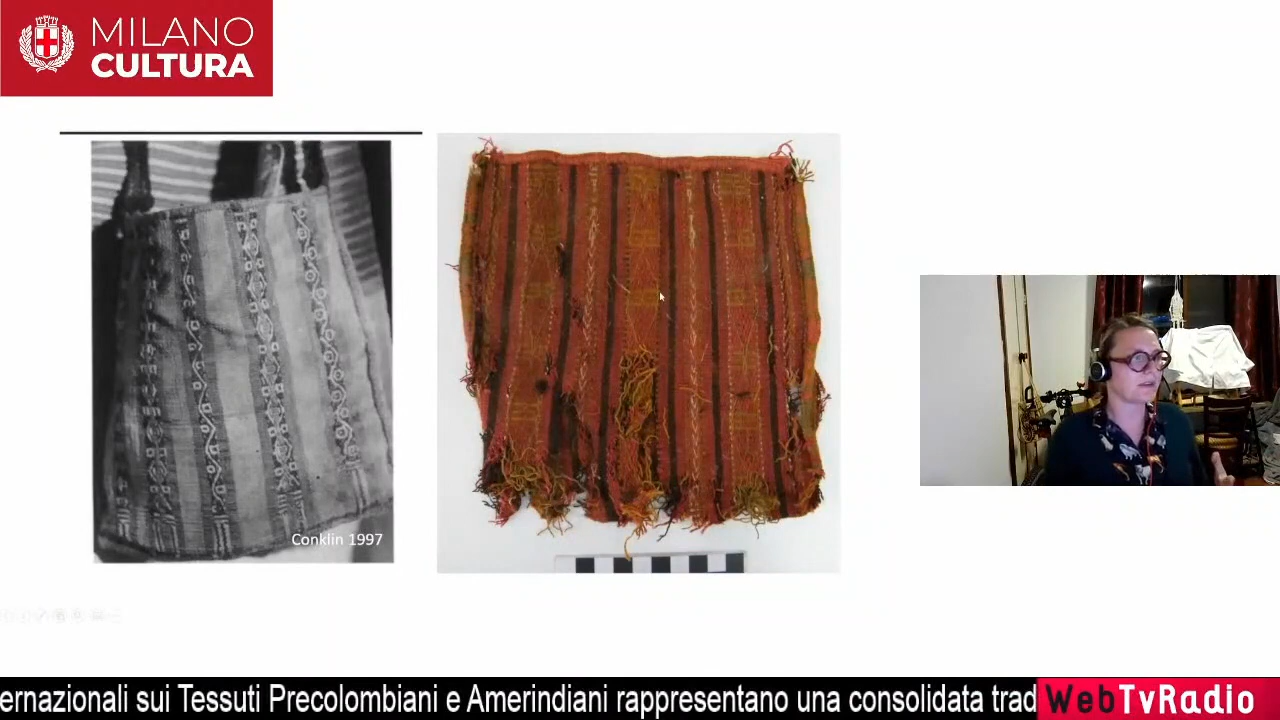 MILANO
CULTURA
Conklin 1997
ernazionali sui Tessuti Precolombiani e Amerindiani rappresentano una consolidata trad
WebTvRadio